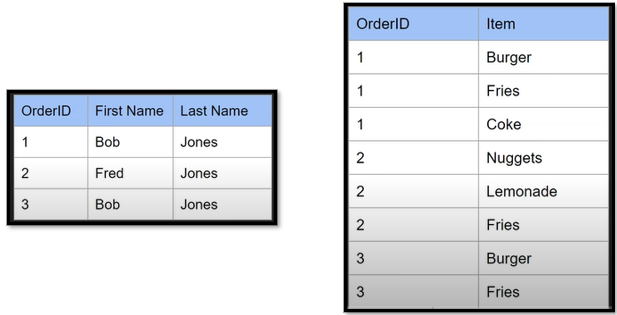 OrderID First Name Last Name
1 Bob Jones
2 Fred Jones
3 Bob Jones
OrderID Item
1 Burger
1 Fries
1 Coke
2 Nuggets
2 Lemonade
2 Fries
3 Burger
3 Fries